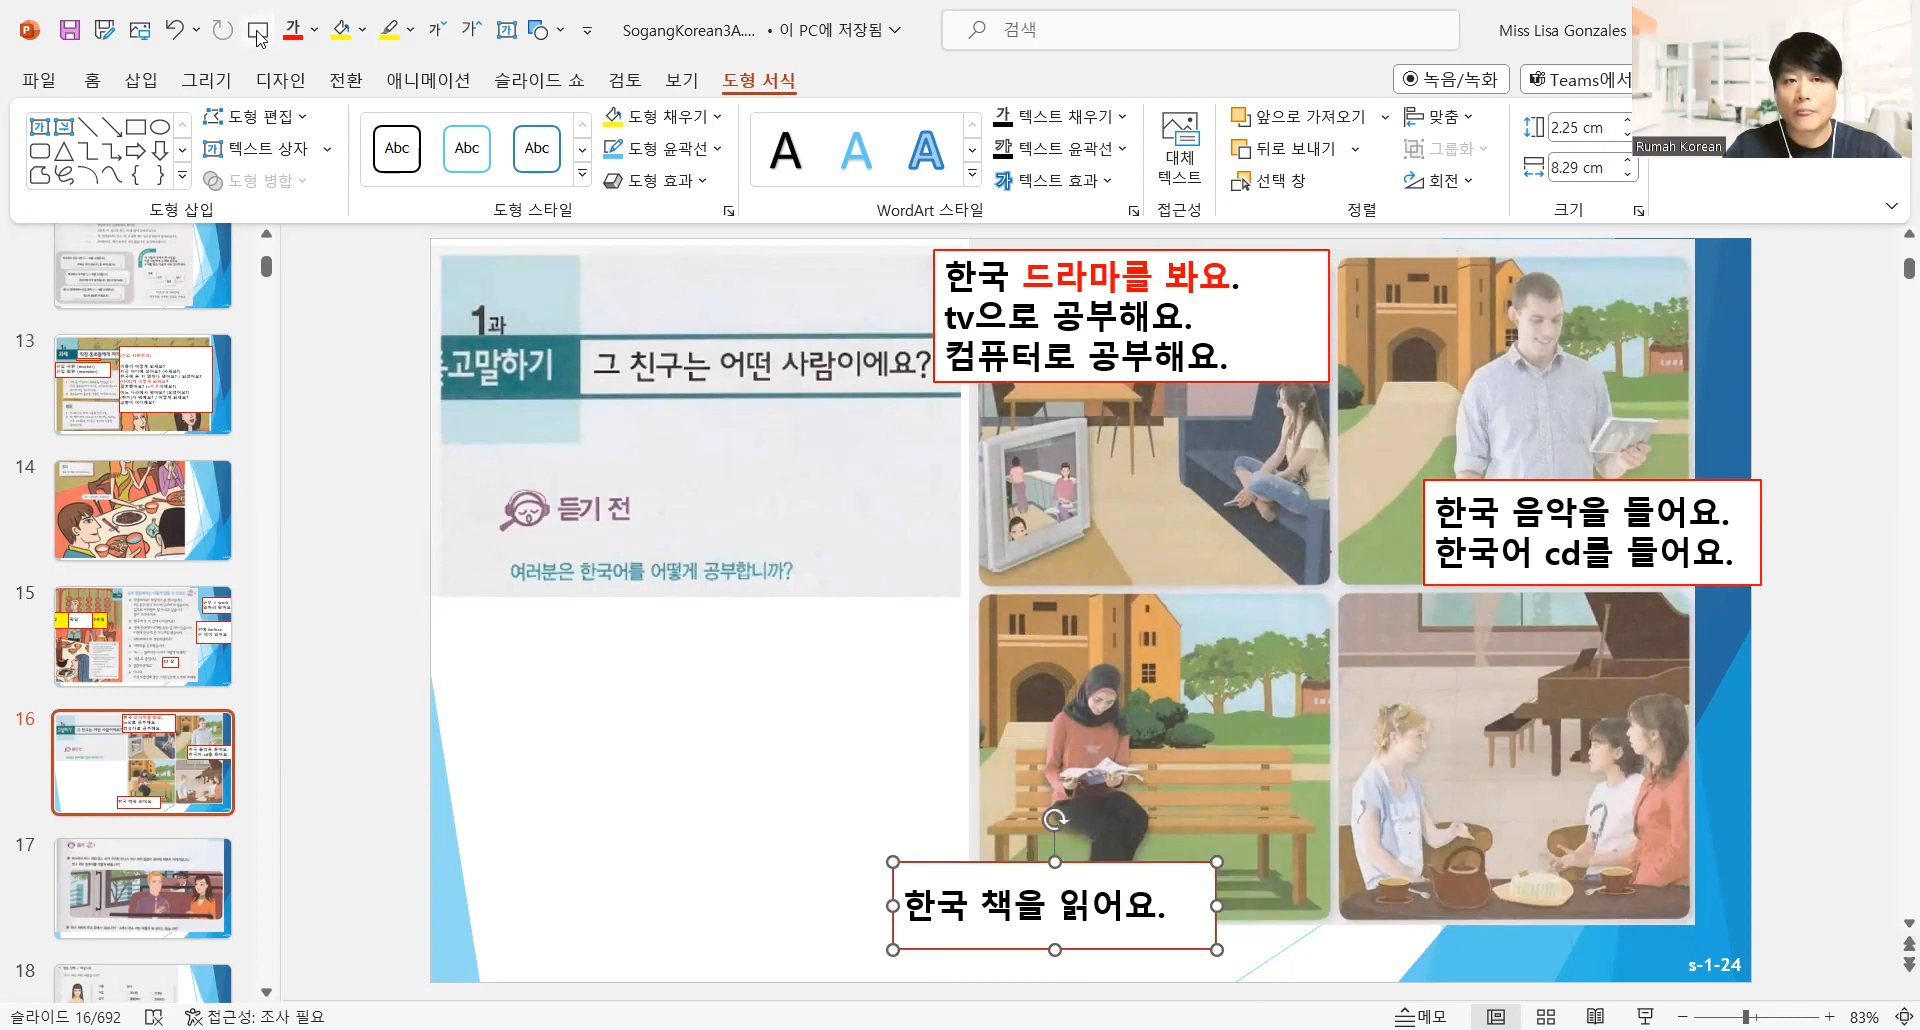 SogangKorean3A.... • 이 PC에 저장됨
검색
Miss Lisa Gonzales
파일 홈 삽입 그리기 디자인 전환 애니메이션 슬라이드 쇼 검토 보기 도형 서식
녹음/녹화
Teams에서
도형 편집
텍스트 상자
도형 병합
도형 삽입
Abc Abc Abc
도형 채우기
도형 윤곽선
도형 효과
도형 스타일
A A A
텍스트 채우기
텍스트 윤곽선
텍스트 효과
WordArt 스타일
대체
텍스트
접근성
앞으로 가져오기
뒤로 보내기
선택 창
맞춤
그룹화
회전
정렬
2.25 cm
8.29 cm
크기
Rumah Korean
13
14
15
16
17
18
1과
고말하기
그 친구는 어떤 사람이에요?
듣기 전
여러분은 한국어를 어떻게 공부합니까?
한국 드라마를 봐요.
tv으로 공부해요.
컴퓨터로 공부해요.
한국 음악을 들어요.
한국어 cd를 들어요.
한국 책을 읽어요.
s-1-24
슬라이드 16/692
접근성: 조사 필요
메모
83%